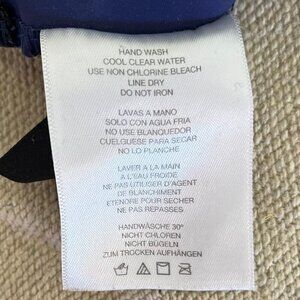 HAND WASH
COOL CLEAR WATER
USE NON CHLORINE BLEACH
LINE DRY
DO NOT IRON
LAVAS A MANO
SOLO CON AGUA FRIA
NO USE BLANQUEDOR
CUELGUESE PARA SECAR
NO LO PLANCHE
LAVER A LA MAIN
A L'EAU FROIDE
NE PAS UTILISER D'AGENT
DE BLANCHIMENT
ETENDRE POUR SECHER
NE PAS REPASSES
HANDWÄSCHE 30°
NICHT CHLOREN
NICHT BÜGELN
ZUM TROCKEN AUFHÄNGEN